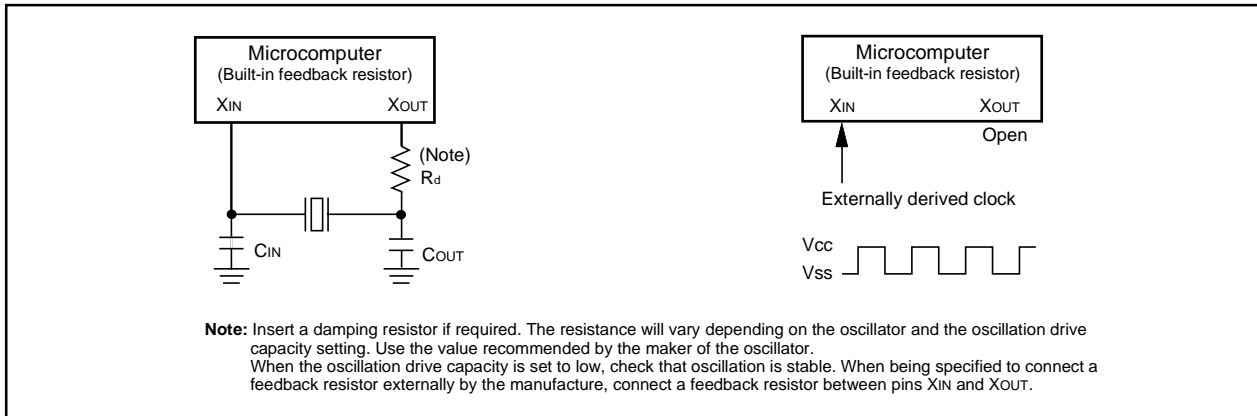 Microcomputer
(Built-in feedback resistor)
XIN XOUT
(Note)
Rd
CIN
COUT
Microcomputer
(Built-in feedback resistor)
XIN XOUT
Open
Externally derived clock
Vcc
Vss
Note: Insert a damping resistor if required. The resistance will vary depending on the oscillator and the oscillation drive
capacity setting. Use the value recommended by the maker of the oscillator.
When the oscillation drive capacity is set to low, check that oscillation is stable. When being specified to connect a
feedback resistor externally by the manufacture, connect a feedback resistor between pins XIN and XOUT.